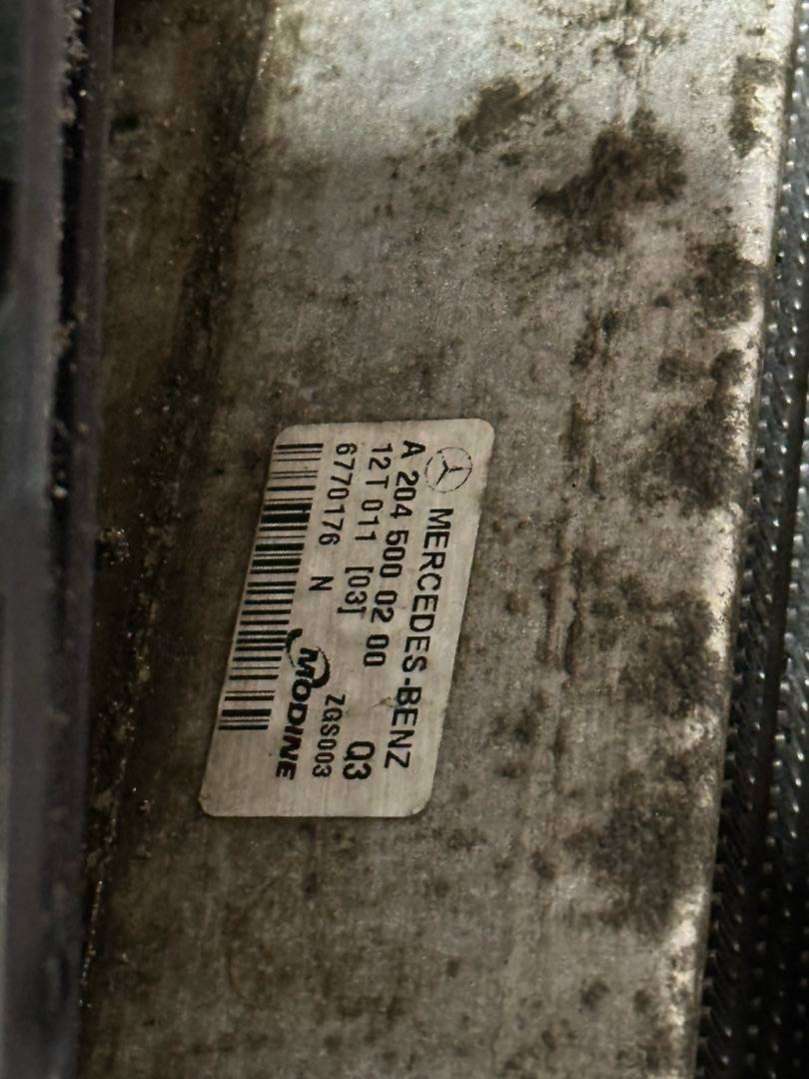 MERCEDES-BENZ
A 204 500 02 00 Q3
12T 011 [03]
ZGS003
6770176 N
MODINE